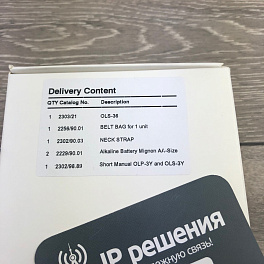 Delivery Content
QTY Catalog No. Description
1 2303/21 OLS-36
1 2256/90.01 BELT BAG for 1 unit
1 2302/90.03 NECK STRAP
2 2229/90.01 Alkaline Battery Mignon A/-Size
1 2302/98.89 Short Manual OLP-3Y and OLS-3Y
IP решения
связь!